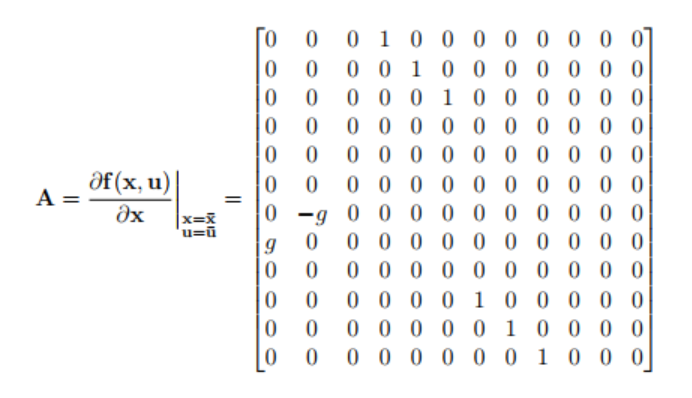 A = ∂f(x, u) / ∂x |x=x̄ u=ū =
0 0 0 1 0 0 0 0 0 0 0 0
0 0 0 0 1 0 0 0 0 0 0 0
0 0 0 0 0 1 0 0 0 0 0 0
0 0 0 0 0 0 0 0 0 0 0 0
0 0 0 0 0 0 0 0 0 0 0 0
0 0 0 0 0 0 0 0 0 0 0 0
0 −g 0 0 0 0 0 0 0 0 0 0
g 0 0 0 0 0 0 0 0 0 0 0
0 0 0 0 0 0 0 0 0 0 0 0
0 0 0 0 0 0 1 0 0 0 0 0
0 0 0 0 0 0 0 1 0 0 0 0
0 0 0 0 0 0 0 0 1 0 0 0